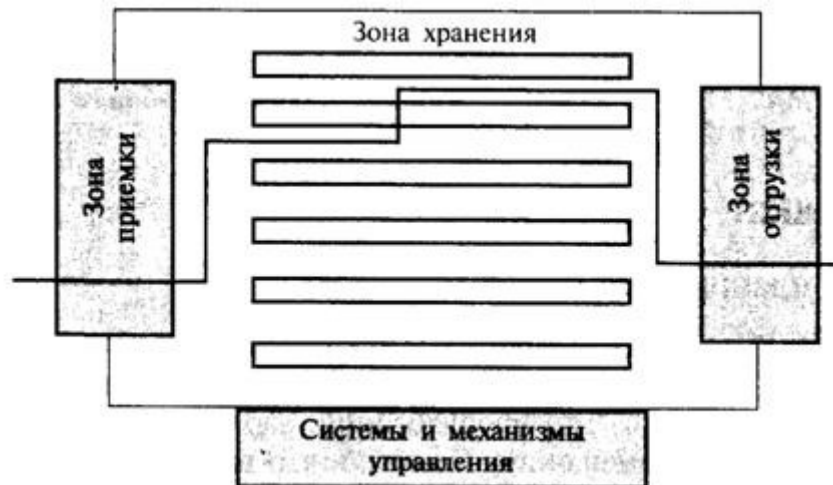 Зона хранения
Зона
приемки
Зона
отгрузки
Системы и механизмы
управления